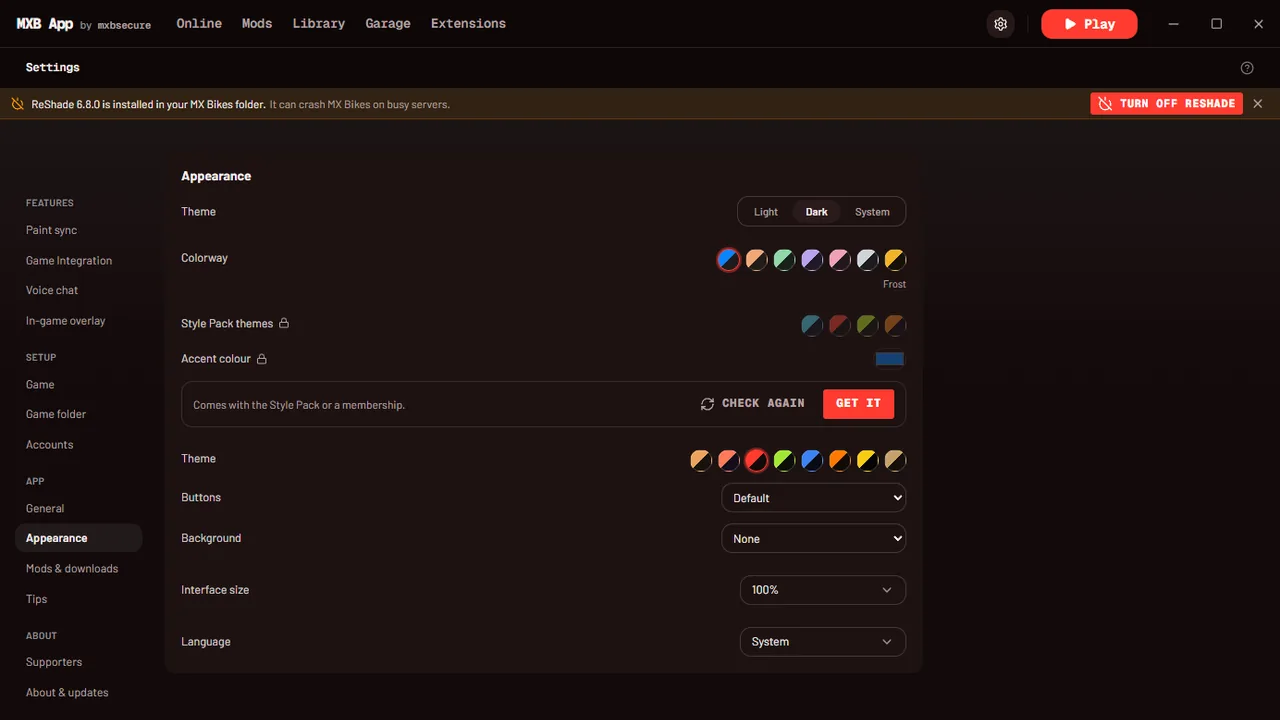 MXB App by mxbsecure Online Mods Library Garage Extensions Play
Settings
ReShade 6.8.0 is installed in your MX Bikes folder. It can crash MX Bikes on busy servers. TURN OFF RESHADE
FEATURES
Paint sync
Game Integration
Voice chat
In-game overlay
SETUP
Game
Game folder
Accounts
APP
General
Appearance
Mods & downloads
Tips
ABOUT
Supporters
About & updates
Appearance
Theme Light Dark System
Colorway
Frost
Style Pack themes
Accent colour
Comes with the Style Pack or a membership. CHECK AGAIN GET IT
Theme
Buttons Default
Background None
Interface size 100%
Language System